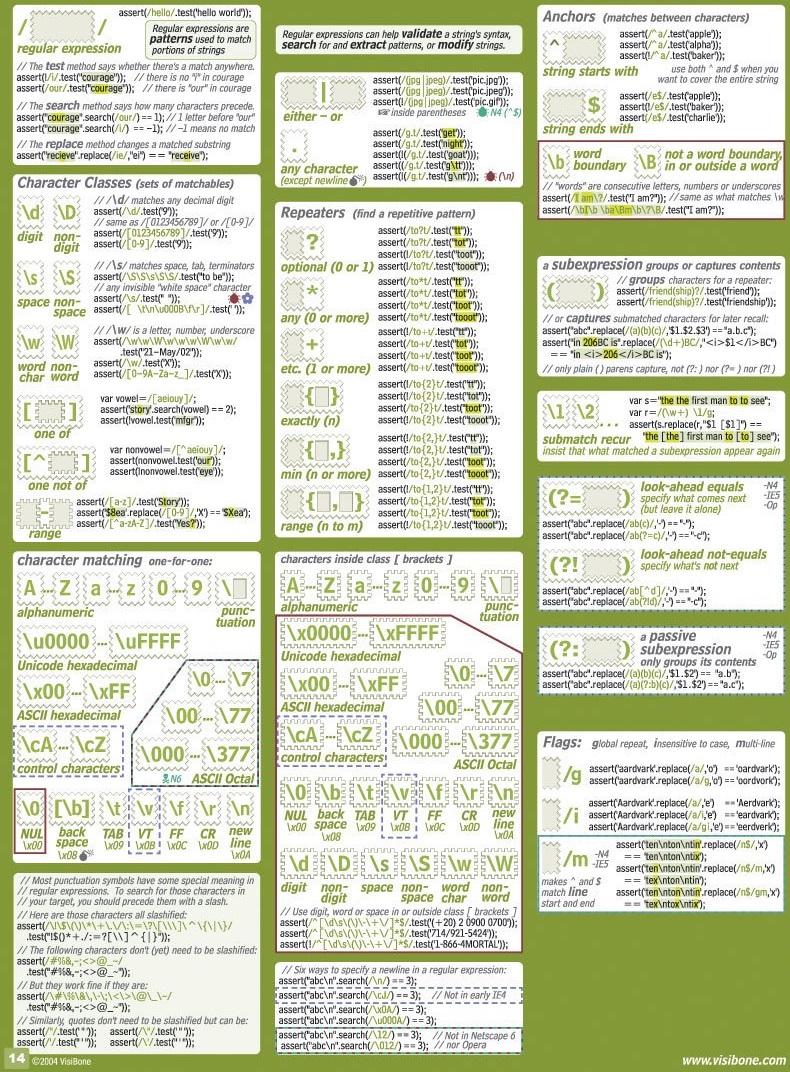 / /
regular expression
assert(/hello/.test('hello world'));
Regular expressions are
patterns used to match
portions of strings
// The test method says whether there's a match anywhere.
assert(!/i/.test("courage"));   // there is no "i" in courage
assert(/our/.test("courage"));   // there is "our" in courage
// The search method says how many characters precede.
assert("courage".search(/our/) == 1);  // 1 letter before "our"
assert("courage".search(/i/) == −1);  // −1 means no match
// The replace method changes a matched substring
assert("recieve".replace(/ie/,"ei") == "receive");
Character Classes (sets of matchables)
\d \D
digit non-digit
// /\d/ matches any decimal digit
assert(/\d/.test('9'));
// same as /[0123456789]/ or /[0-9]/
assert(/[0123456789]/.test('9'));
assert(/[0-9]/.test('9'));
\s \S
space non-space
// /\s/ matches space, tab, terminators
assert(/\S\S\s\S\S/.test("to be"));
// any invisible "white space" character
assert(/\s/.test(" "));
assert(/[ \t\n\u000B\f\r]/.test(" "));
\w \W
word-char non-word
// /\w/ is a letter, number, underscore
assert(/\w\w\W\w\w\w\W\w\w/
.test("21-May/02"));
assert(/\w/.test('X'));
assert(/[0-9A-Za-z_]/.test('X'));
[ ]
one of
var vowel=/[aeiouy]/;
assert('story'.search(vowel) == 2);
assert(!vowel.test('mfgr'));
[^ ]
one not of
var nonvowel=/[^aeiouy]/;
assert(nonvowel.test('our'));
assert(!nonvowel.test('eye'));
-
range
assert(/[a-z]/.test('Story'));
assert('$8ea'.replace(/[0-9]/,'X') == '$Xea');
assert(/[^a-zA-Z]/.test('Yes?'));
character matching one-for-one:
A ... Z a ... z 0 ... 9 \
alphanumeric punc-tuation
\u0000 ... \uFFFF
Unicode hexadecimal
\x00 ... \xFF
ASCII hexadecimal
\0 ... \7
\00 ... \77
\000 ... \377
N6 ASCII Octal
\cA ... \cZ
control characters
\0 [\b] \t \v \f \r \n
NUL back space TAB VT FF CR new line
\x00 \x08 \x09 \x0B \x0C \x0D \x0A
// Most punctuation symbols have some special meaning in
// regular expressions. To search for those characters in
// your target, you should precede them with a slash.
// Here are those characters all slashified:
assert(/\!\$\(\)\*\+\.\/\:\=\?\[\\\]\^\{\|\}/
.test("!$()*+./:=?[\\]^{|}"));
// The following characters don't (yet) need to be slashified:
assert(/#%&,-;<>@_~/
.test("#%&,-;<>@_~"));
// But they work fine if they are:
assert(/\#\%\&\,\-\;\<\>\@\_\~/
.test("#%&,-;<>@_~"));
// Similarly, quotes don't need to be slashified but can be:
14 ©2004 VisiBone
Regular expressions can help validate a string's syntax,
search for and extract patterns, or modify strings.
|
either – or
assert(/(jpg|jpeg)/.test('pic.jpg'));
assert(/(jpg|jpeg)/.test('pic.jpeg'));
assert(!/(jpg|jpeg)/.test('pic.gif'));
inside parentheses N4 (^$)
.
any character
(except newline )
assert(/g.t/.test('get'));
assert(/g.t/.test('night'));
assert(!/g.t/.test('goat'));
assert(/g.t/.test('g\tt'));
assert(!/g.t/.test('g\nt')); (\n)
Repeaters (find a repetitive pattern)
?
optional (0 or 1)
assert(/to?t/.test("tt"));
assert(/to?t/.test("tot"));
assert(!/to?t/.test("toot"));
assert(!/to?t/.test("tooot"));
*
any (0 or more)
assert(/to*t/.test("tt"));
assert(/to*t/.test("tot"));
assert(/to*t/.test("toot"));
assert(/to*t/.test("tooot"));
+
etc. (1 or more)
assert(!/to+t/.test("tt"));
assert(/to+t/.test("tot"));
assert(/to+t/.test("toot"));
assert(/to+t/.test("tooot"));
{ }
exactly (n)
assert(!/to{2}t/.test("tt"));
assert(!/to{2}t/.test("tot"));
assert(/to{2}t/.test("toot"));
assert(!/to{2}t/.test("tooot"));
{ ,}
min (n or more)
assert(!/to{2,}t/.test("tt"));
assert(!/to{2,}t/.test("tot"));
assert(/to{2,}t/.test("toot"));
assert(/to{2,}t/.test("tooot"));
{ , }
range (n to m)
assert(!/to{1,2}t/.test("tt"));
assert(/to{1,2}t/.test("tot"));
assert(/to{1,2}t/.test("toot"));
assert(!/to{1,2}t/.test("tooot"));
characters inside class [ brackets ]
A ... Z a ... z 0 ... 9 \
alphanumeric punc-tuation
\x0000 ... \xFFFF
Unicode hexadecimal
\x00 ... \xFF
ASCII hexadecimal
\0 ... \7
\00 ... \77
\000 ... \377
ASCII Octal
\cA ... \cZ
control characters
\0 \b \t \v \f \r \n
NUL back space TAB VT FF CR new line
\x00 \x08 \x09 \x0B \x0C \x0D \x0A
\d \D \s \S \w \W
digit non-digit space non-space word char non-word
// Use digit, word or space in or outside class [ brackets ]
assert(/^[\d\s\(\)\-\+\/]*$/.test('(+20) 2 0900 0700'));
assert(/^[\d\s\(\)\-\+\/]*$/.test('714/921-5424'));
assert(!/^[\d\s\(\)\-\+\/]*$/.test('1-866-4MORTAL'));
// Six ways to specify a newline in a regular expression:
assert("abc\n".search(/\n/) == 3);
assert("abc\n".search(/\cJ/) == 3);   // Not in early IE4
assert("abc\n".search(/\x0A/) == 3);
assert("abc\n".search(/\u000A/) == 3);
assert("abc\n".search(/\12/) == 3);   // Not in Netscape 6
assert("abc\n".search(/\012/) == 3);   // nor Opera
Anchors (matches between characters)
^
string starts with
assert(/^a/.test('apple'));
assert(/^a/.test('alpha'));
assert(!/^a/.test('baker'));
use both ^ and $ when you
want to cover the entire string
$
string ends with
assert(/e$/.test('apple'));
assert(!/e$/.test('baker'));
assert(/e$/.test('charlie'));
\b word boundary \B not a word boundary,
in or outside a word
// "words" are consecutive letters, numbers or underscores
assert(/I am\?/.test("I am?")); // same as what matches \w
assert(/\bI\b \ba\Bm\b\?\B/.test("I am?"));
a subexpression groups or captures contents
( )
// groups characters for a repeater:
assert(/friend(ship)?/.test('friend'));
assert(/friend(ship)?/.test('friendship'));
// or captures submatched characters for later recall:
assert("abc".replace(/(a)(b)(c)/,'$1.$2.$3') == "a.b.c");
assert("in 206BC is".replace(/(\d+)BC/,"<i>$1</i>BC")
== "in <i>206</i>BC is");
// only plain () parens capture, not (?: ) nor (?= ) nor (?! )
\1 \2 ...
submatch recur
var s="the the first man to to see";
var r=/(\w+) \1/g;
assert(s.replace(r,"$1 [$1]") ==
"the [the] first man to [to] see");
insist that what matched a subexpression appear again
(?= )
look-ahead equals
specify what comes next
(but leave it alone)
-N4
-IE5
-Op
assert("abc".replace(/ab(c)/,'-') == "-");
assert("abc".replace(/ab(?=c)/,'-') == "-c");
(?! )
look-ahead not-equals
specify what's not next
assert("abc".replace(/ab[^d]/,'-') == "-");
assert("abc".replace(/ab(?!d)/,'-') == "-c");
(?: )
a passive
subexpression
only groups its contents
-N4
-IE5
-Op
assert("abc".replace(/(a)(b)(c)/,'$1.$2') == "a.b");
assert("abc".replace(/(a)(?:b)(c)/,'$1.$2') == "a.c");
Flags: global repeat, insensitive to case, multi-line
/g
assert('aardvark'.replace(/a/,'o') == 'oardvark');
assert('aardvark'.replace(/a/g,'o') == 'oordvork');
/i
assert('Aardvark'.replace(/a/,'e') == 'Aerdvark');
assert('Aardvark'.replace(/a/i,'e') == 'eardvark');
assert('Aardvark'.replace(/a/gi,'e') == 'eerdverk');
/m -N4
-IE5
makes ^ and $
match line
start and end
assert('ten\nton\ntin'.replace(/n$/,'x')
== 'ten\nton\ntix');
assert('ten\nton\ntin'.replace(/n$/m,'x')
== 'tex\nton\ntin');
assert('ten\nton\ntin'.replace(/n$/gm,'x')
== 'tex\ntox\ntix');
www.visibone.com